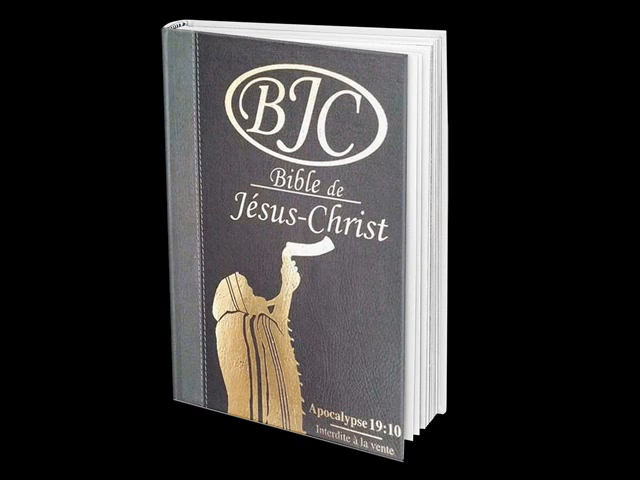 BJC
Bible de
Jésus-Christ
Apocalypse 19:10
Interdite à la vente